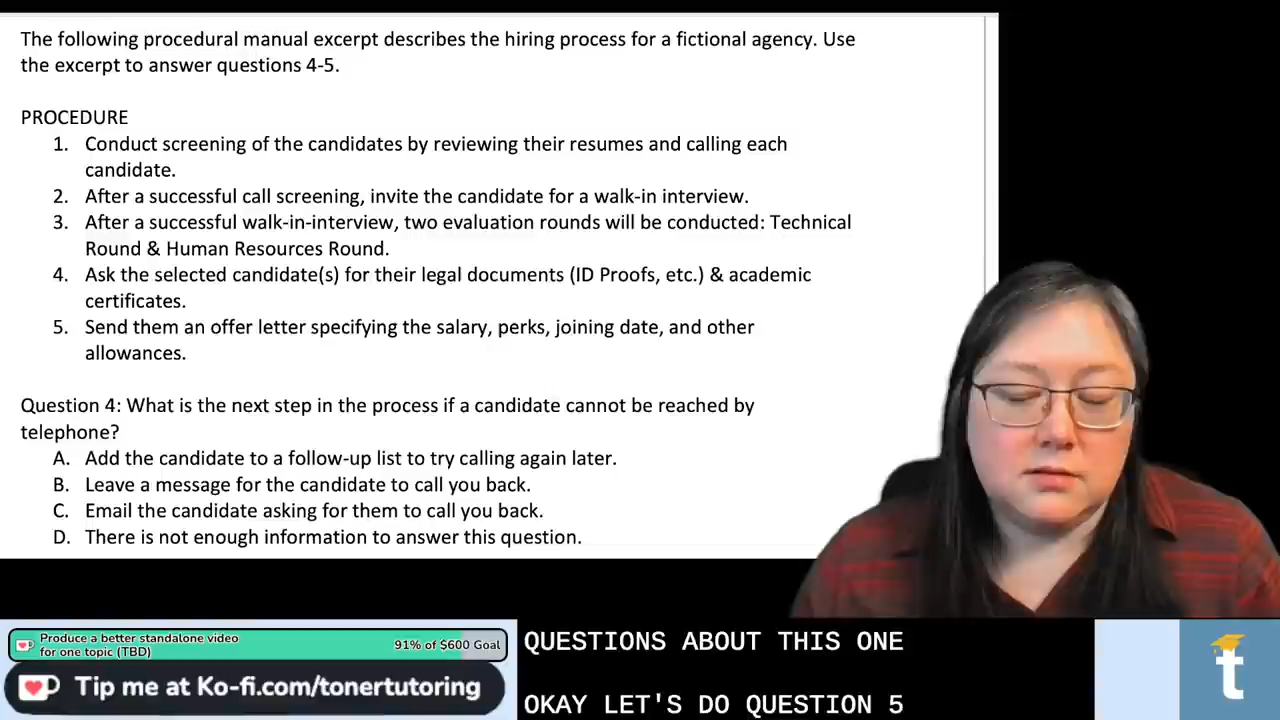 The following procedural manual excerpt describes the hiring process for a fictional agency. Use
the excerpt to answer questions 4-5.
PROCEDURE
1. Conduct screening of the candidates by reviewing their resumes and calling each
candidate.
2. After a successful call screening, invite the candidate for a walk-in interview.
3. After a successful walk-in-interview, two evaluation rounds will be conducted: Technical
Round & Human Resources Round.
4. Ask the selected candidate(s) for their legal documents (ID Proofs, etc.) & academic
certificates.
5. Send them an offer letter specifying the salary, perks, joining date, and other
allowances.
Question 4: What is the next step in the process if a candidate cannot be reached by
telephone?
A. Add the candidate to a follow-up list to try calling again later.
B. Leave a message for the candidate to call you back.
C. Email the candidate asking for them to call you back.
D. There is not enough information to answer this question.
Produce a better standalone video
for one topic (TBD)
91% of $600 Goal
Tip me at Ko-fi.com/tonertutoring
QUESTIONS ABOUT THIS ONE
OKAY LET'S DO QUESTION 5
t